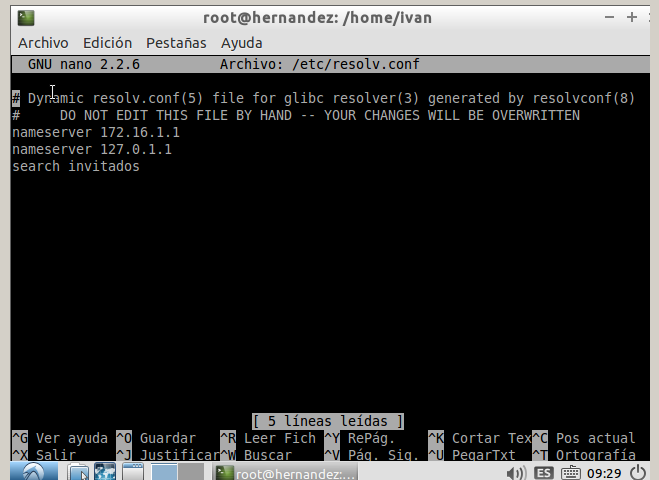 root@hernandez: /home/ivan
Archivo Edición Pestañas Ayuda
GNU nano 2.2.6 Archivo: /etc/resolv.conf
# Dynamic resolv.conf(5) file for glibc resolver(3) generated by resolvconf(8)
# DO NOT EDIT THIS FILE BY HAND -- YOUR CHANGES WILL BE OVERWRITTEN
nameserver 172.16.1.1
nameserver 127.0.1.1
search invitados
[ 5 líneas leídas ]
^G Ver ayuda ^O Guardar ^R Leer Fich ^Y RePág. ^K Cortar Tex ^C Pos actual
^X Salir ^J Justificar ^W Buscar ^V Pág. Sig. ^U PegarTxt ^T Ortografía
root@hernandez:... ES 09:29